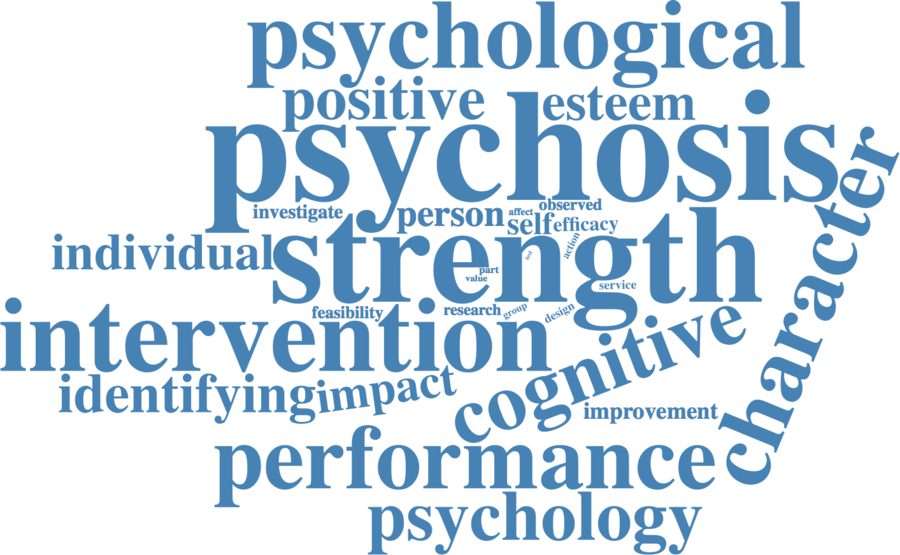 psychological
positive
esteem
psychosis
investigate
person
affect
observed
self
efficacy
individual
strength
action
part
value
service
feasibility
research
group
design
intervention
cognitive
character
identifying
impact
improvement
performance
psychology